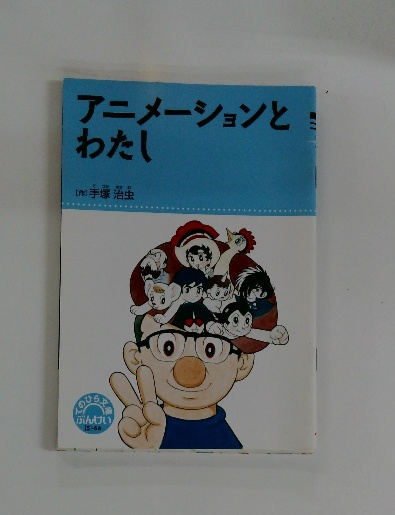 アニメーションと
わたし
[作] 手塚 治虫
てのひら文庫
ぶんけい